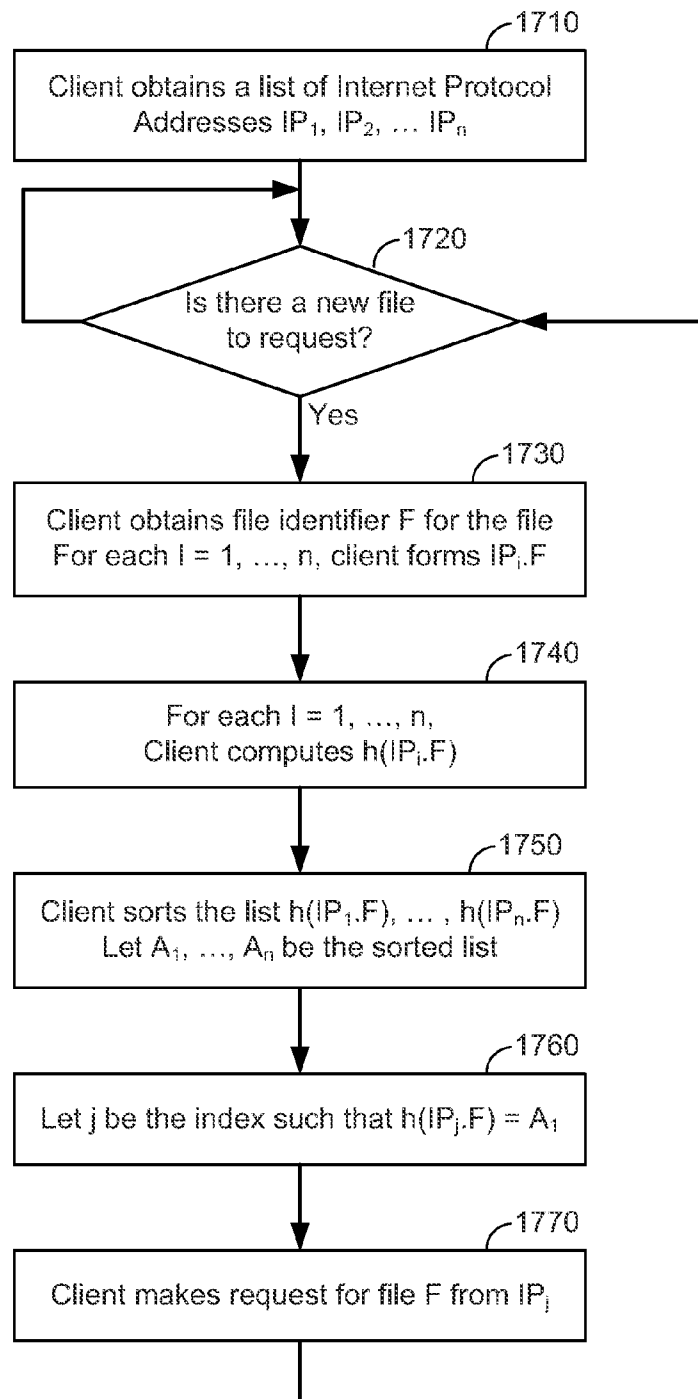 1710
Client obtains a list of Internet Protocol
Addresses IP₁, IP₂, ... IPₙ
1720
Is there a new file
to request?
Yes
1730
Client obtains file identifier F for the file
For each I = 1, ..., n, client forms IPᵢ.F
1740
For each I = 1, ..., n,
Client computes h(IPᵢ.F)
1750
Client sorts the list h(IP₁.F), ... , h(IPₙ.F)
Let A₁, ..., Aₙ be the sorted list
1760
Let j be the index such that h(IPⱼ.F) = A₁
1770
Client makes request for file F from IPⱼ